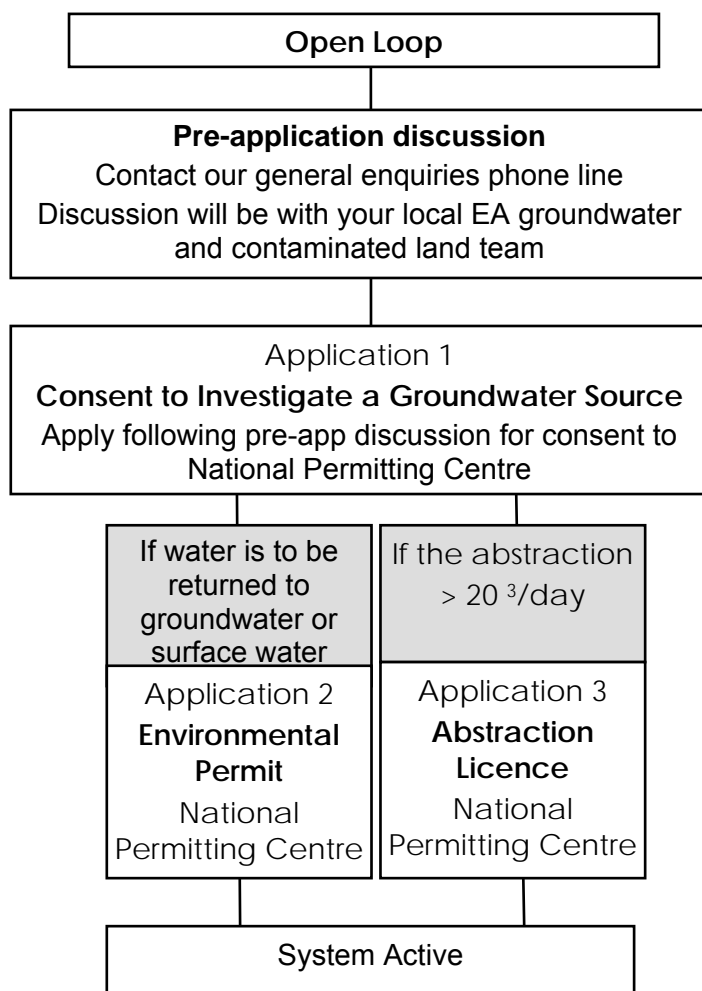 Open Loop
Pre-application discussion
Contact our general enquiries phone line
Discussion will be with your local EA groundwater
and contaminated land team
Application 1
Consent to Investigate a Groundwater Source
Apply following pre-app discussion for consent to
National Permitting Centre
If water is to be
returned to
groundwater or
surface water
Application 2
Environmental
Permit
National
Permitting Centre
If the abstraction
> 20 ³/day
Application 3
Abstraction
Licence
National
Permitting Centre
System Active